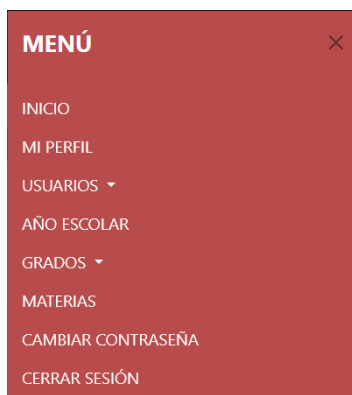 MENÚ
INICIO
MI PERFIL
USUARIOS
AÑO ESCOLAR
GRADOS
MATERIAS
CAMBIAR CONTRASEÑA
CERRAR SESIÓN